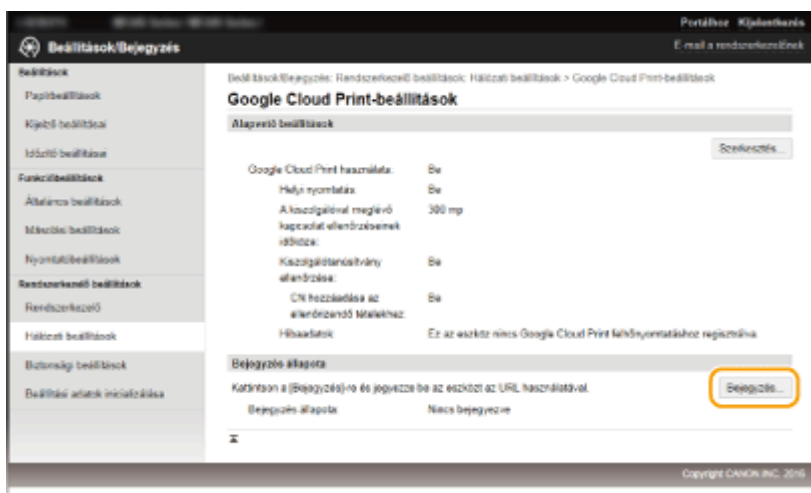 Portálhoz Kijelentkezés
Beállítások/Bejegyzés
E-mail a rendszerkezelőnek
Beállítások
Papírbeállítások
Kijelző beállításai
Időzítő beállításai
Funkcióbeállítások
Általános beállítások
Másolási beállítások
Nyomtatóbeállítások
Rendszerkezelő beállítások
Rendszerkezelő
Hálózati beállítások
Biztonsági beállítások
Beállítási adatok inicializálása
Beállítások/Bejegyzés: Rendszerkezelő beállítások: Hálózati beállítások > Google Cloud Print-beállítások
Google Cloud Print-beállítások
Alapvető beállítások
Szerkesztés...
Google Cloud Print használata: Be
Helyi nyomtatás: Be
A kiszolgálóval meglévő kapcsolat ellenőrzésének időköze: 300 mp
Kiszolgálótanúsítvány ellenőrzése: Be
CN hozzáadása az ellenőrizendő tételekhez: Be
Hibaadatok: Ez az eszköz nincs Google Cloud Print felhőnyomtatáshoz regisztrálva.
Bejegyzés állapota
Kattintson a [Bejegyzés]-re és jegyezze be az eszközt az URL használatával.
Bejegyzés...
Bejegyzés állapota: Nincs bejegyezve
Copyright CANON INC. 2016